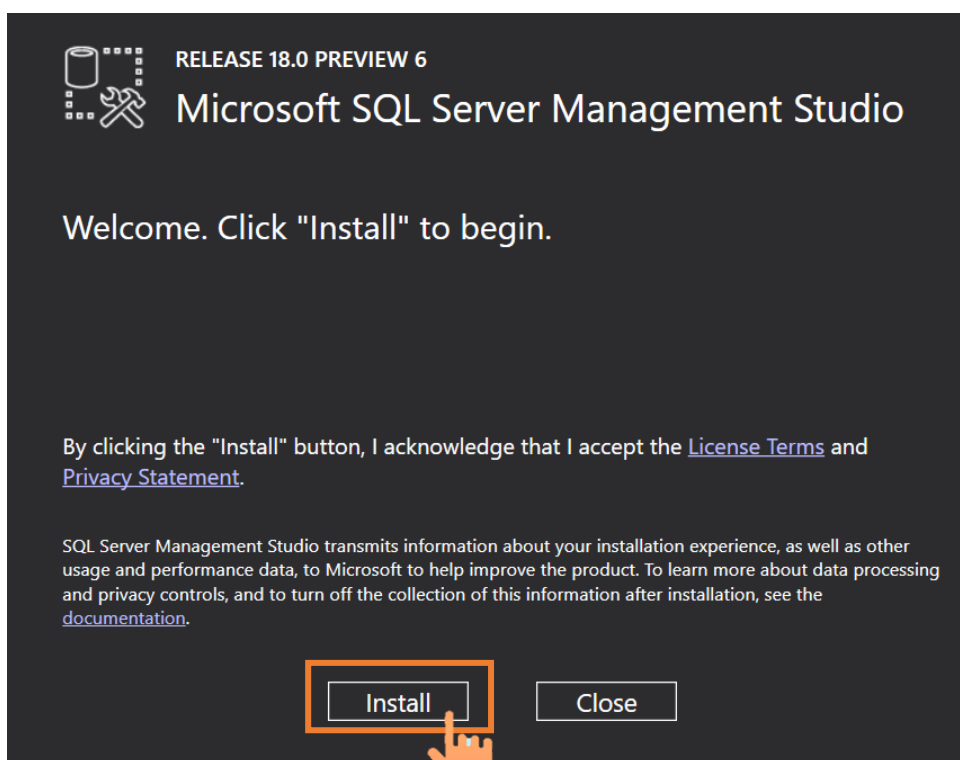 RELEASE 18.0 PREVIEW 6
Microsoft SQL Server Management Studio
Welcome. Click "Install" to begin.
By clicking the "Install" button, I acknowledge that I accept the License Terms and
Privacy Statement.
SQL Server Management Studio transmits information about your installation experience, as well as other
usage and performance data, to Microsoft to help improve the product. To learn more about data processing
and privacy controls, and to turn off the collection of this information after installation, see the
documentation.
Install
Close